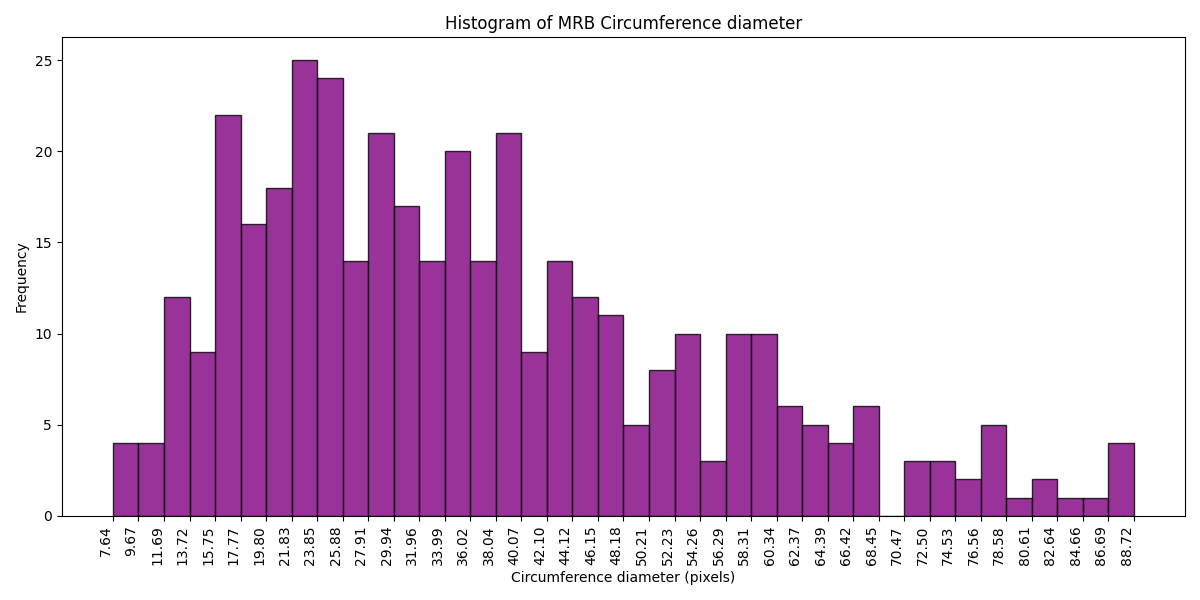 Histogram of MRB Circumference diameter
25
20
15
10
5
0
Frequency
7.64 9.67 11.69 13.72 15.75 17.77 19.80 21.83 23.85 25.88 27.91 29.94 31.96 33.99 36.02 38.04 40.07 42.10 44.12 46.15 48.18 50.21 52.23 54.26 56.29 58.31 60.34 62.37 64.39 66.42 68.45 70.47 72.50 74.53 76.56 78.58 80.61 82.64 84.66 86.69 88.72
Circumference diameter (pixels)